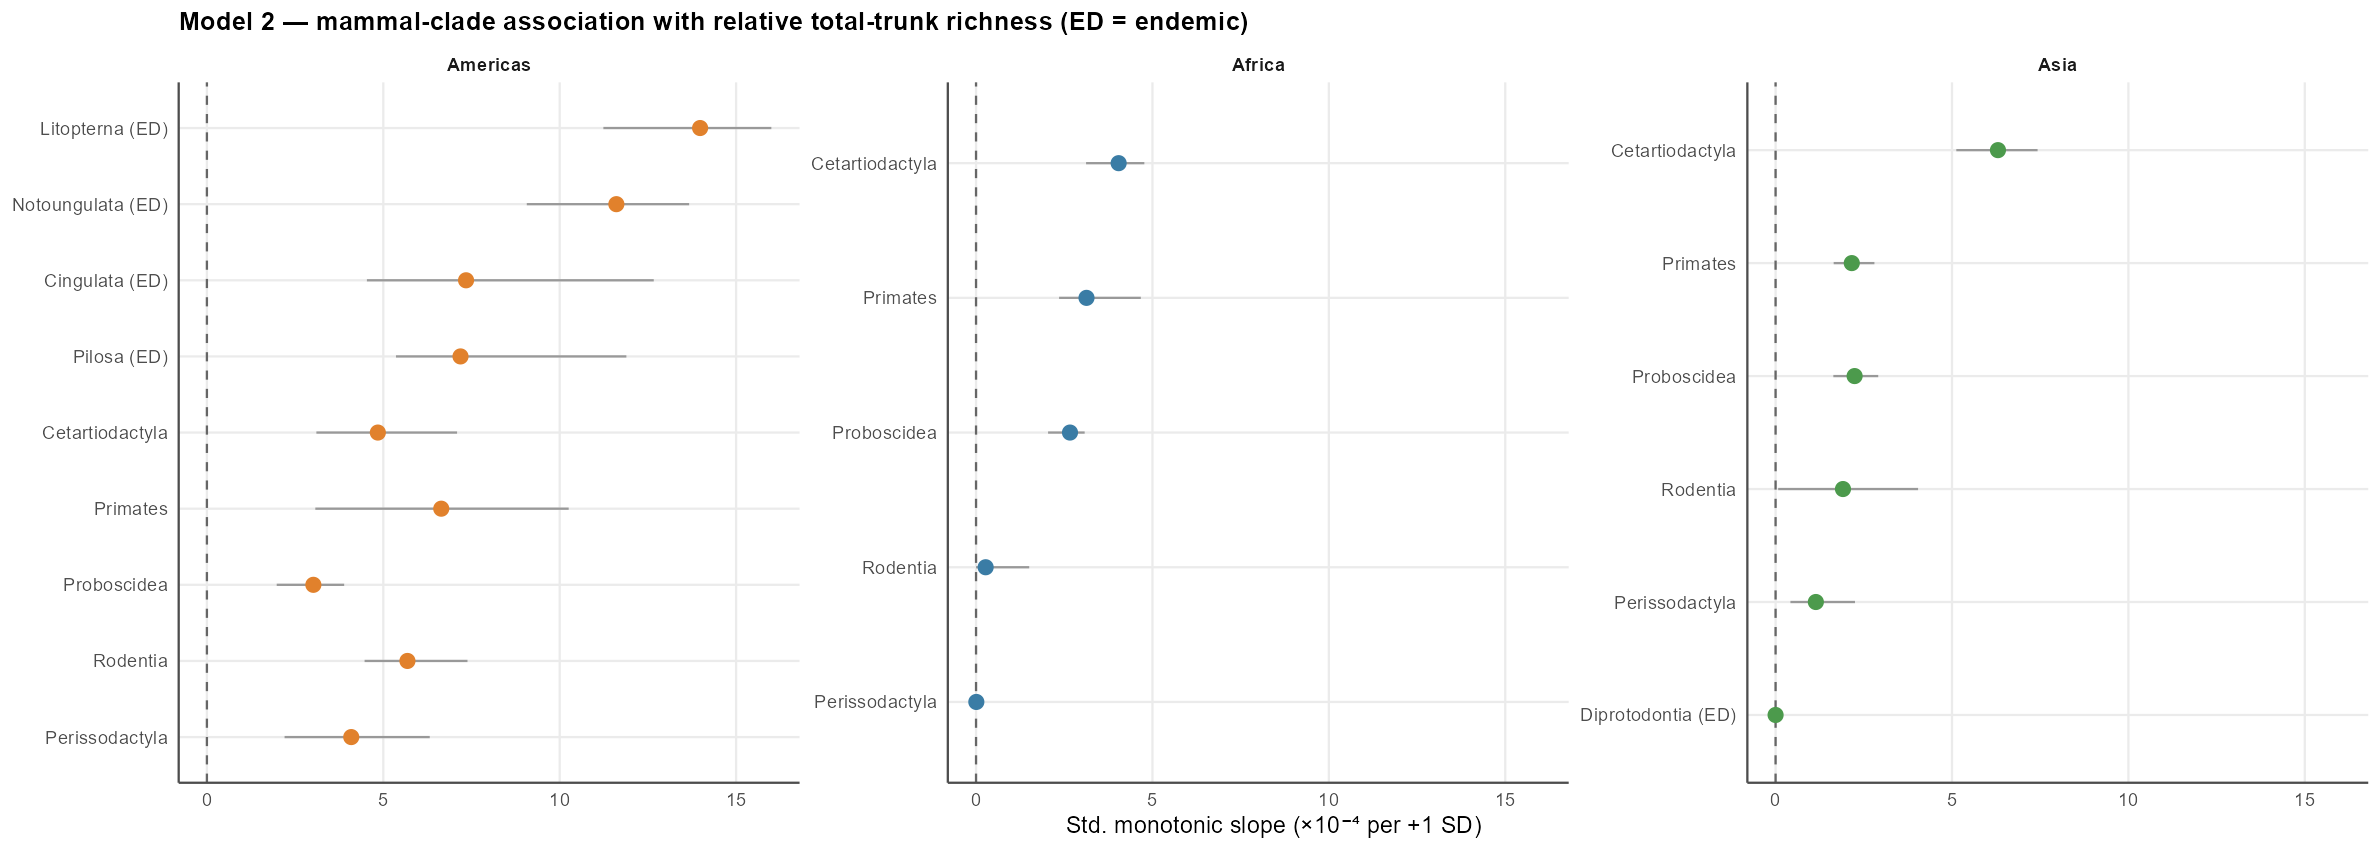 Model 2 — mammal-clade association with relative total-trunk richness (ED = endemic)
Americas
Litopterna (ED)
Notoungulata (ED)
Cingulata (ED)
Pilosa (ED)
Cetartiodactyla
Primates
Proboscidea
Rodentia
Perissodactyla
0 5 10 15
Africa
Cetartiodactyla
Primates
Proboscidea
Rodentia
Perissodactyla
0 5 10 15
Asia
Cetartiodactyla
Primates
Proboscidea
Rodentia
Perissodactyla
Diprotodontia (ED)
0 5 10 15
Std. monotonic slope (×10⁻⁴ per +1 SD)